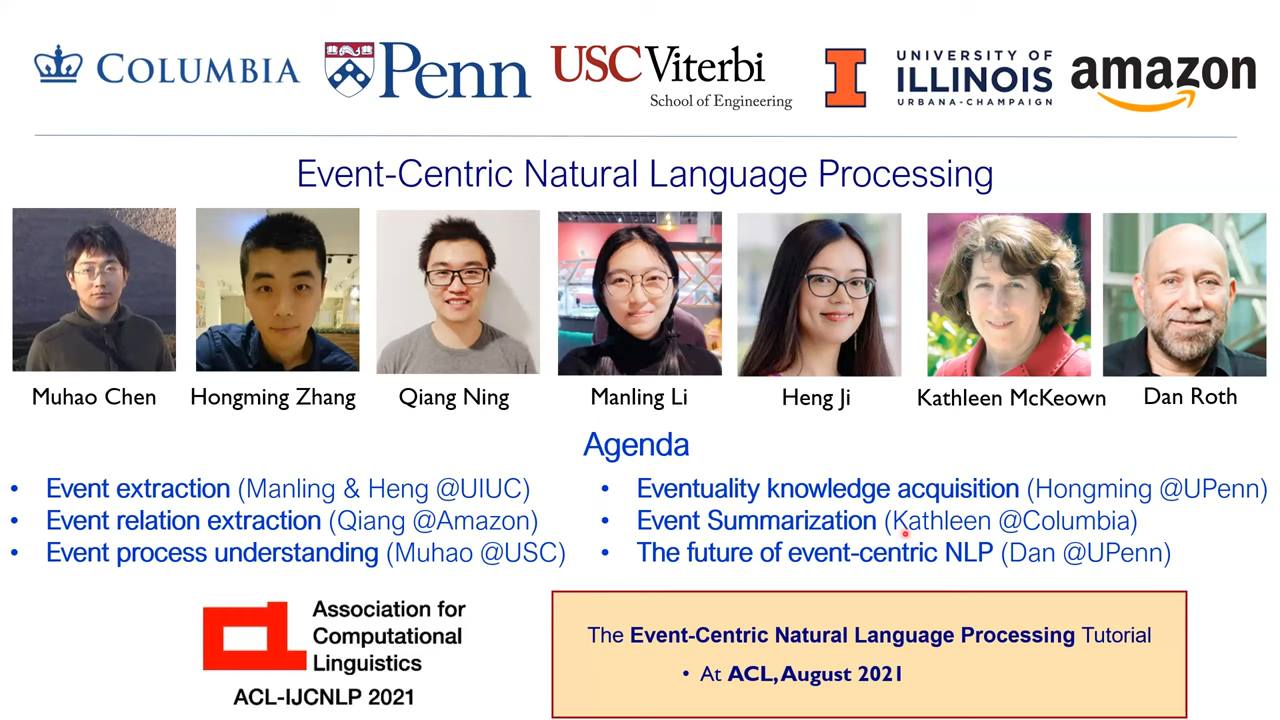 COLUMBIA
Penn
USC Viterbi
School of Engineering
UNIVERSITY OF
ILLINOIS
URBANA-CHAMPAIGN
amazon
Event-Centric Natural Language Processing
Muhao Chen
Hongming Zhang
Qiang Ning
Manling Li
Heng Ji
Kathleen McKeown
Dan Roth
Agenda
• Event extraction (Manling & Heng @UIUC)
• Event relation extraction (Qiang @Amazon)
• Event process understanding (Muhao @USC)
• Eventuality knowledge acquisition (Hongming @UPenn)
• Event Summarization (Kathleen @Columbia)
• The future of event-centric NLP (Dan @UPenn)
Association for
Computational
Linguistics
ACL-IJCNLP 2021
The Event-Centric Natural Language Processing Tutorial
• At ACL, August 2021